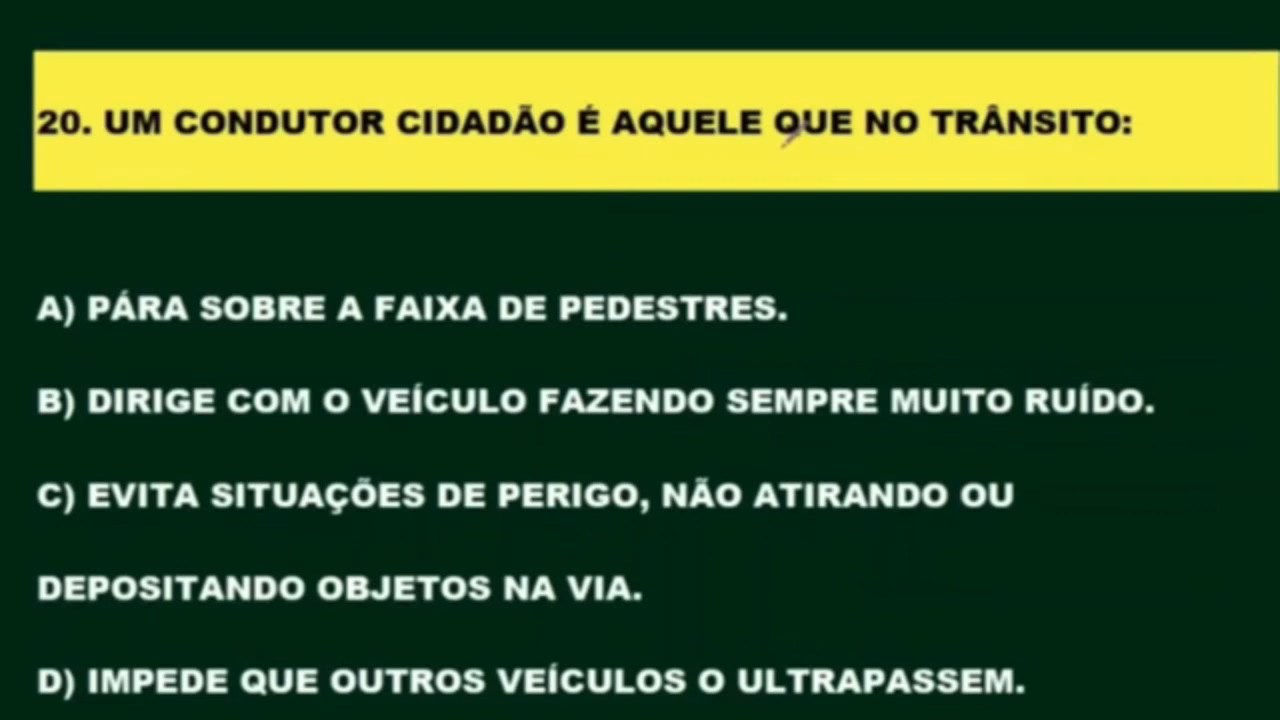 20. UM CONDUTOR CIDADÃO É AQUELE QUE NO TRÂNSITO:
A) PÁRA SOBRE A FAIXA DE PEDESTRES.
B) DIRIGE COM O VEÍCULO FAZENDO SEMPRE MUITO RUÍDO.
C) EVITA SITUAÇÕES DE PERIGO, NÃO ATIRANDO OU
DEPOSITANDO OBJETOS NA VIA.
D) IMPEDE QUE OUTROS VEÍCULOS O ULTRAPASSEM.